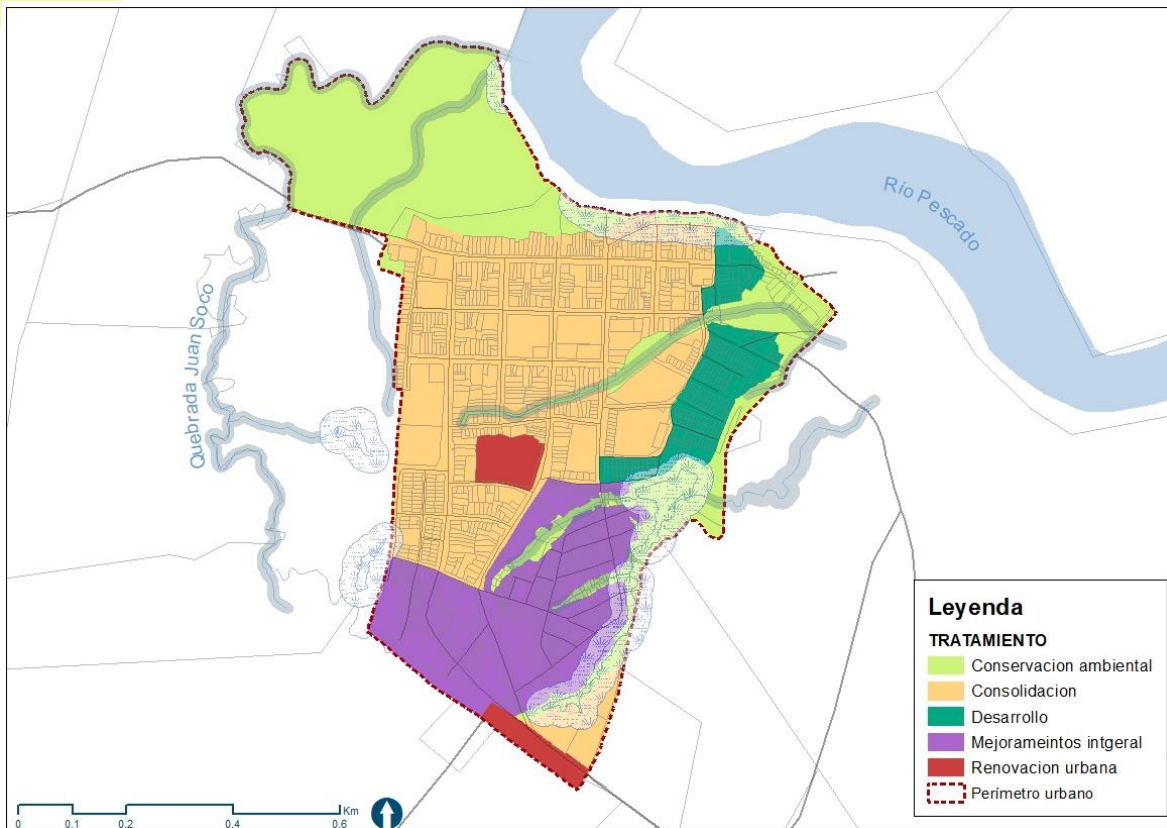 Río Pescado
Quebrada Juan Soco
Leyenda
TRATAMIENTO
Conservacion ambiental
Consolidacion
Desarrollo
Mejorameintos intgeral
Renovacion urbana
Perímetro urbano
Km
0 0.1 0.2 0.4 0.6